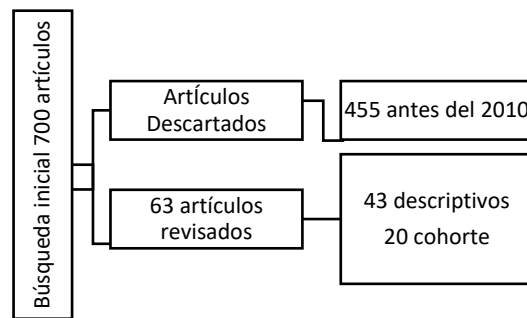 Búsqueda inicial 700 artículos
ArtÍculos
Descartados
455 antes del 2010
63 artículos
revisados
43 descriptivos
20 cohorte